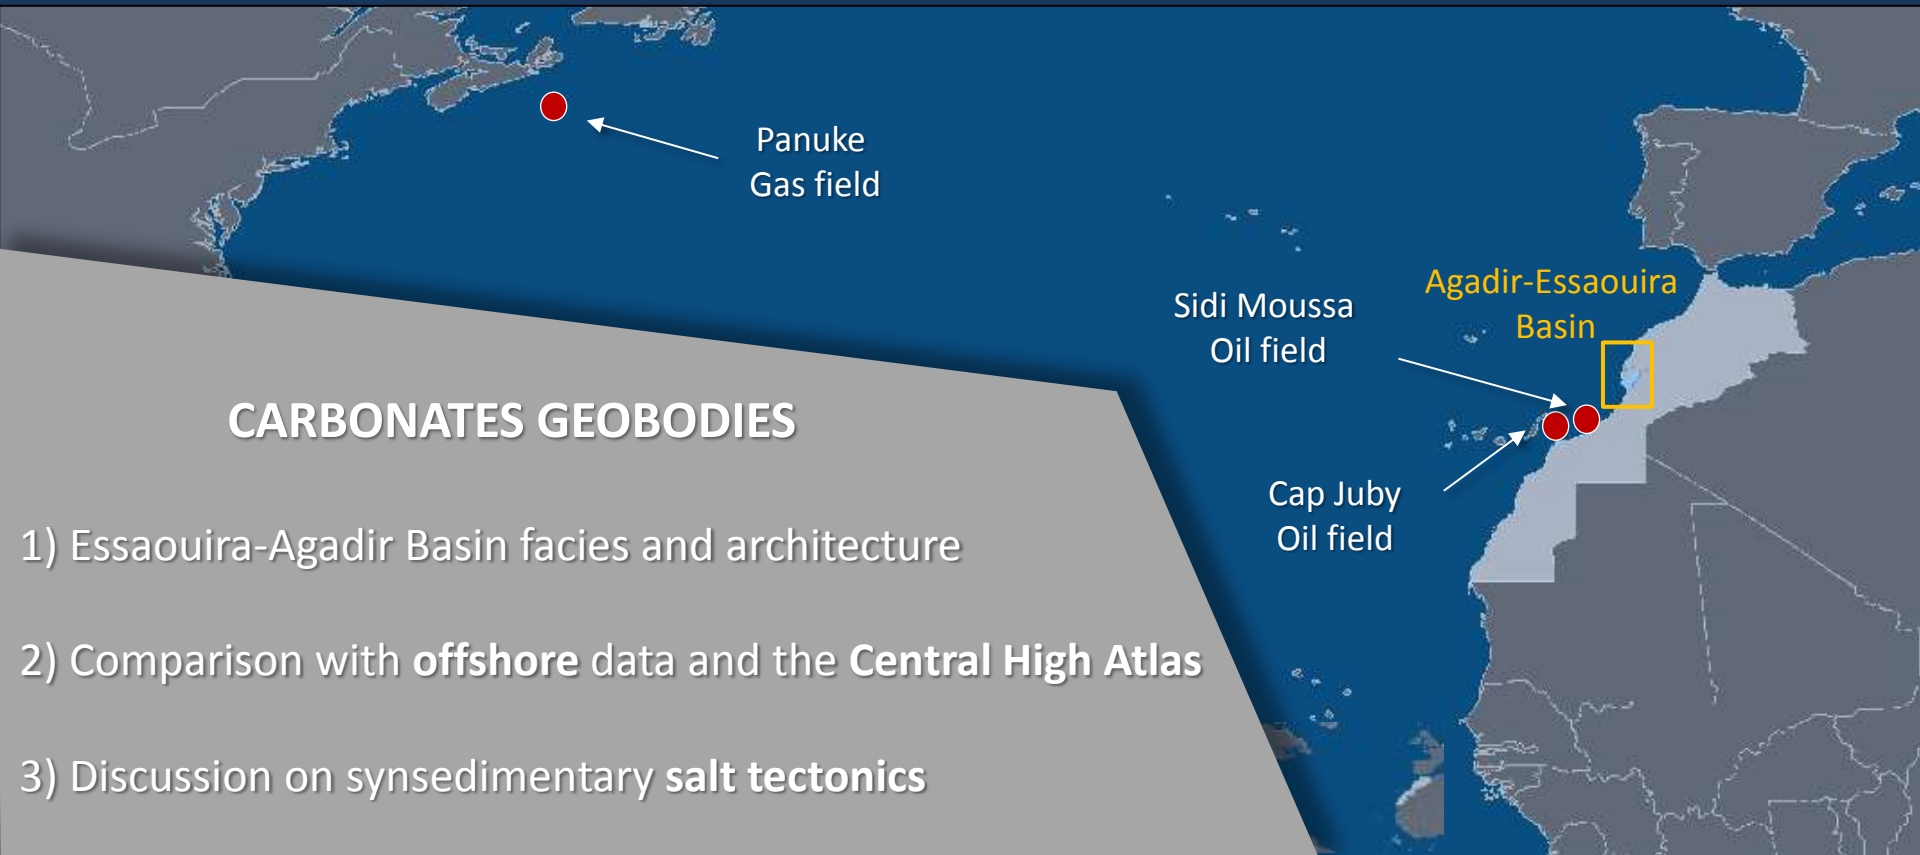 Panuke
Gas field
Agadir-Essaouira
Basin
Sidi Moussa
Oil field
Cap Juby
Oil field
CARBONATES GEOBODIES
1) Essaouira-Agadir Basin facies and architecture
2) Comparison with offshore data and the Central High Atlas
3) Discussion on synsedimentary salt tectonics